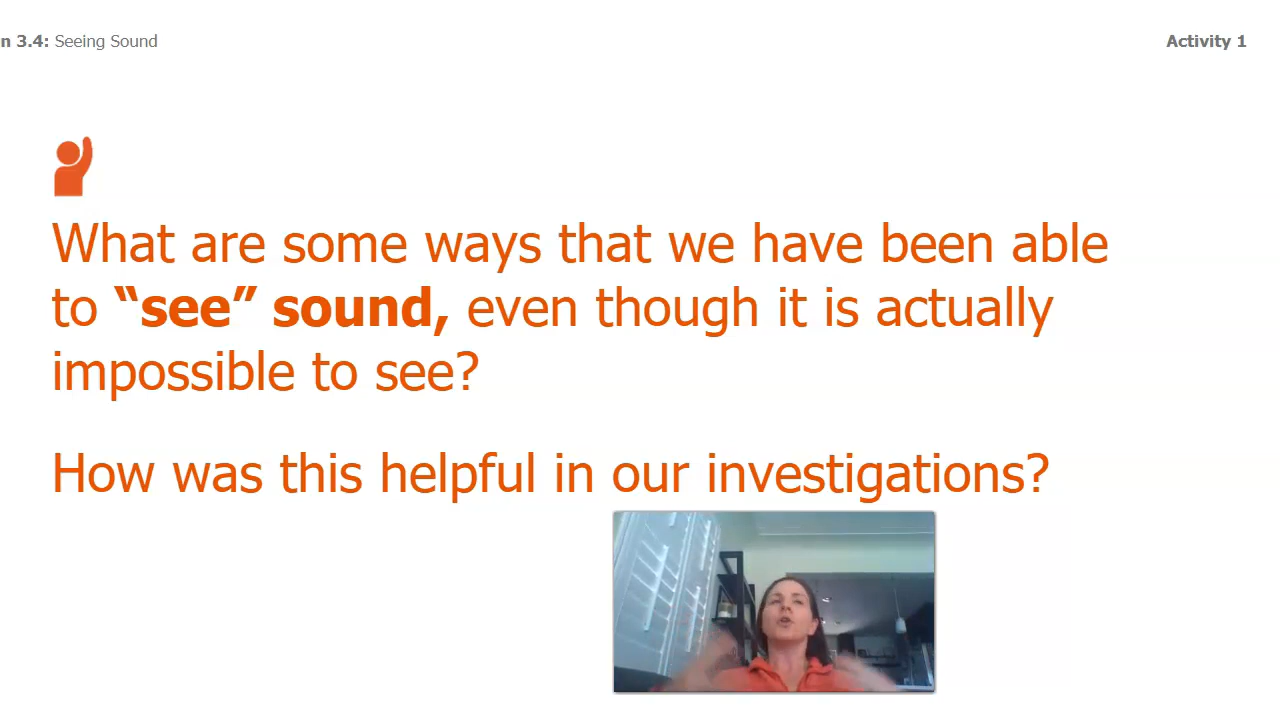 n 3.4: Seeing Sound
Activity 1
What are some ways that we have been able
to “see” sound, even though it is actually
impossible to see?
How was this helpful in our investigations?